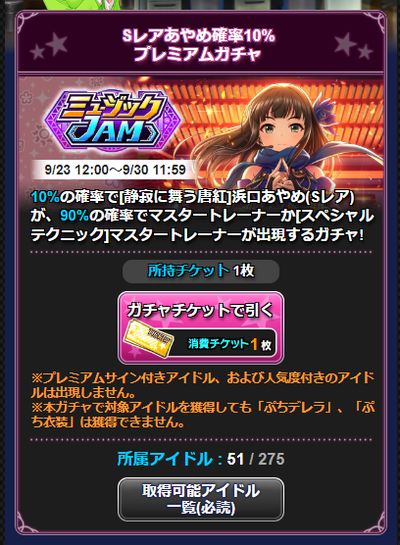 Sレアあやめ確率10%
プレミアムガチャ
ミュージック
JAM
9/23 12:00～9/30 11:59
10%の確率で[静寂に舞う唐紅]浜口あやめ(Sレア)
が、90%の確率でマスタートレーナーか[スペシャル
テクニック]マスタートレーナーが出現するガチャ!
所持チケット 1枚
ガチャチケットで引く
消費チケット1枚
※プレミアムサイン付きアイドル、および人気度付きのアイド
ルは出現しません。
※本ガチャで対象アイドルを獲得しても「ぷちデレラ」、「ぷ
ち衣装」は獲得できません。
所属アイドル : 51 / 275
取得可能アイドル
一覧(必読)